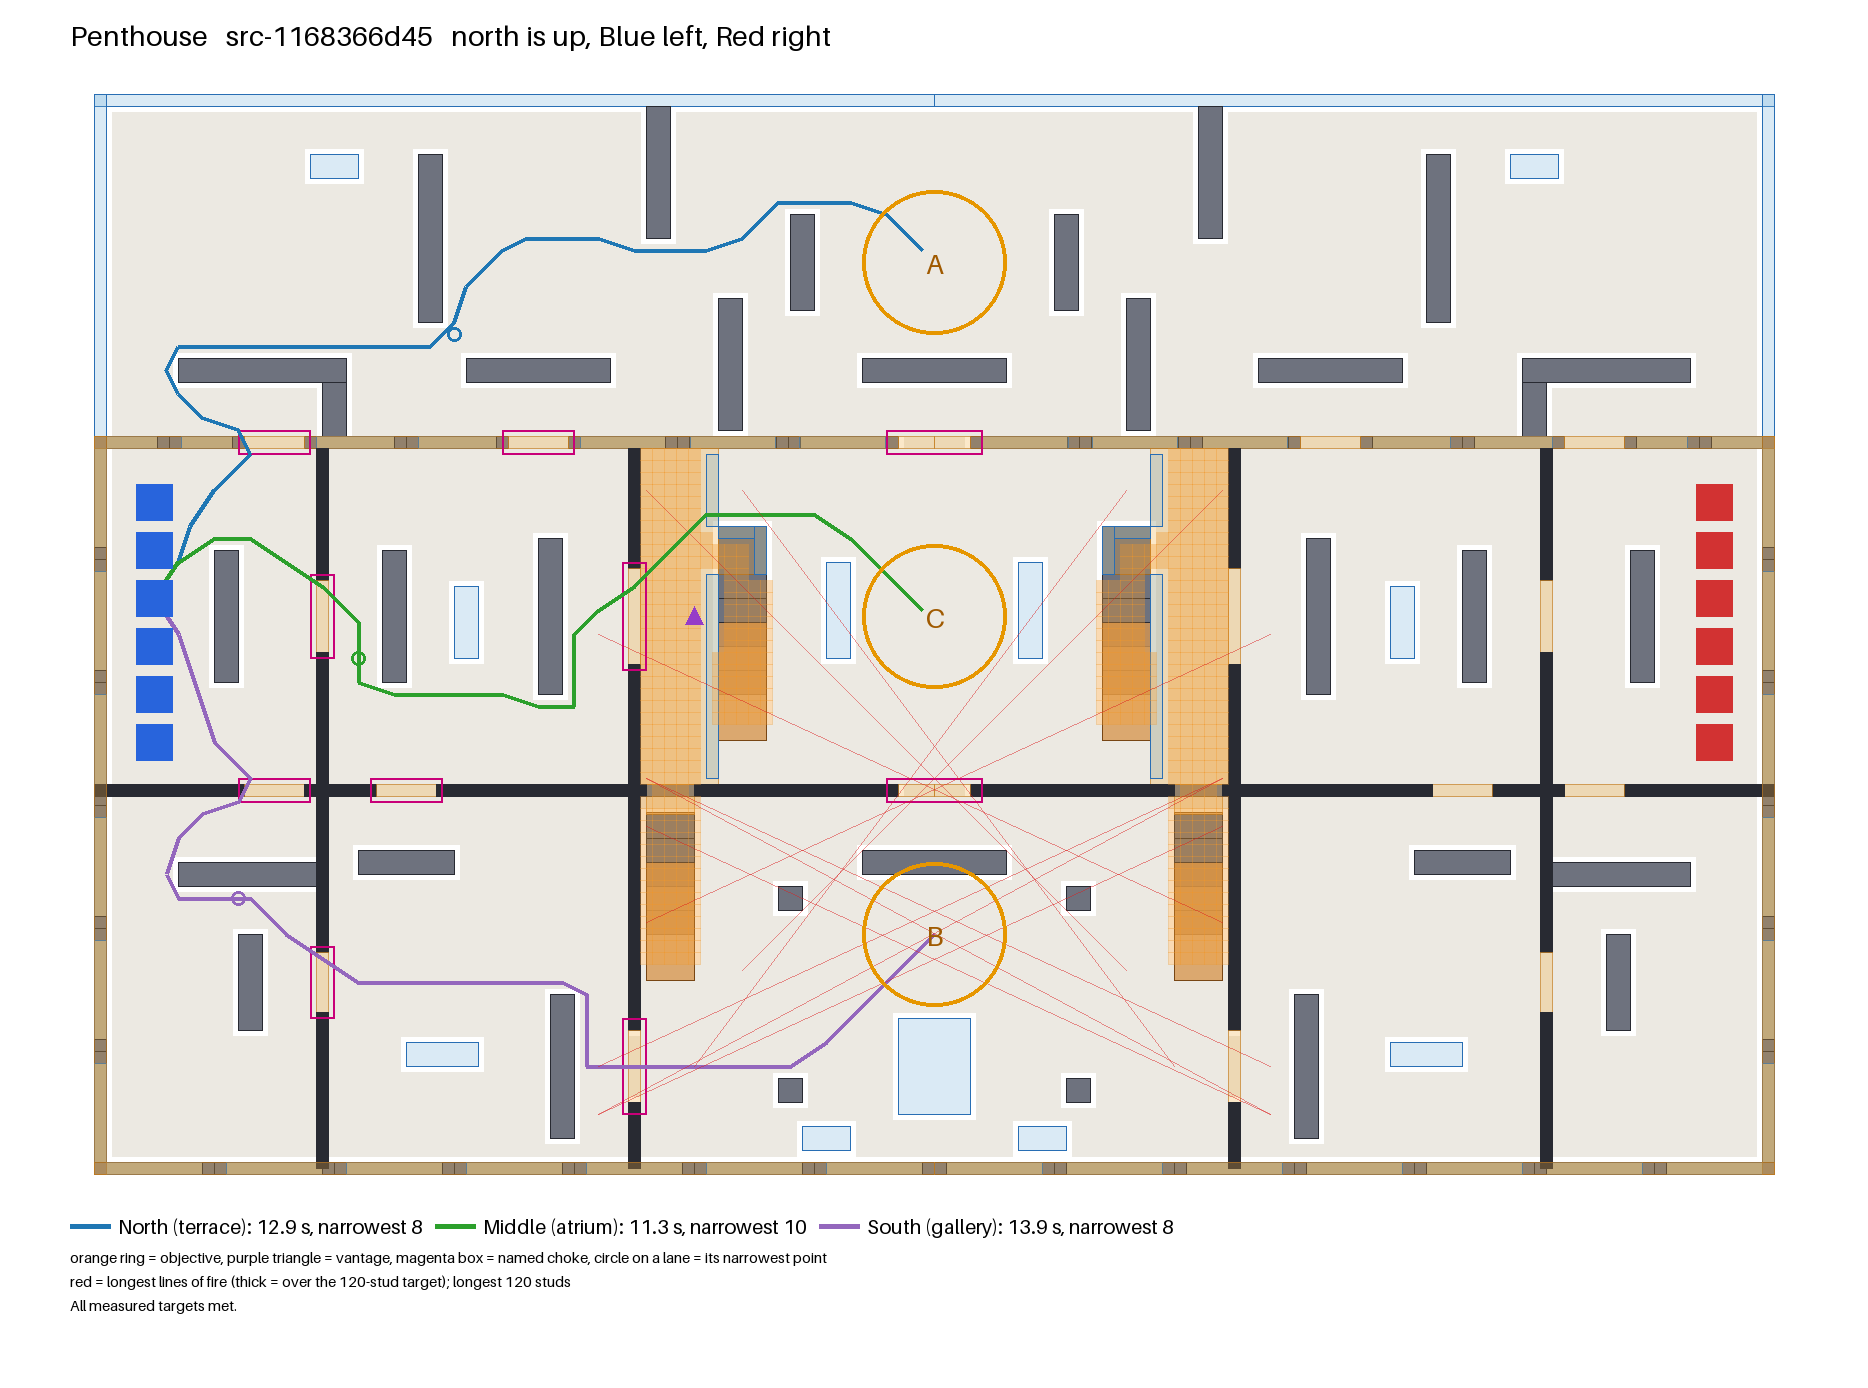 Penthouse src-1168366d45 north is up, Blue left, Red right
A
C
B
North (terrace): 12.9 s, narrowest 8 Middle (atrium): 11.3 s, narrowest 10 South (gallery): 13.9 s, narrowest 8
orange ring = objective, purple triangle = vantage, magenta box = named choke, circle on a lane = its narrowest point
red = longest lines of fire (thick = over the 120-stud target); longest 120 studs
All measured targets met.